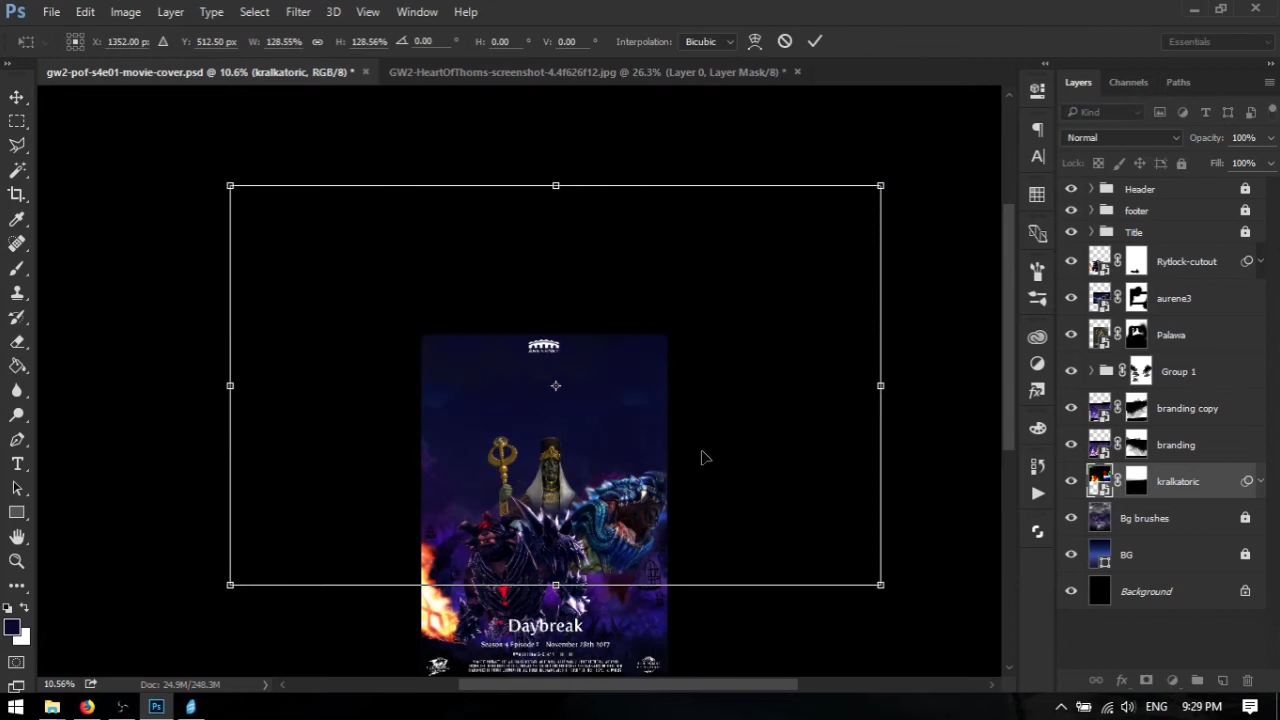 Ps File Edit Image Layer Type Select Filter 3D View Window Help
X: 1352.00 px Y: 512.50 px W: 128.55% H: 128.56% 0.00 ° H: 0.00 ° V: 0.00 ° Interpolation: Bicubic Essentials
gw2-pof-s4e01-movie-cover.psd @ 10.6% (kralkatoric, RGB/8) * × GW2-HeartOfThorns-screenshot-4.4f626f12.jpg @ 26.3% (Layer 0, Layer Mask/8) * ×
Layers Channels Paths
Kind
Normal Opacity: 100%
Lock: Fill: 100%
Header
footer
Title
Rytlock-cutout
aurene3
Palawa
Group 1
branding copy
branding
kralkatoric
Bg brushes
BG
Background
Daybreak
Season 4 Episode 1 November 28th 2017
10.56% Doc: 24.9M/248.3M
Ps ENG 9:29 PM